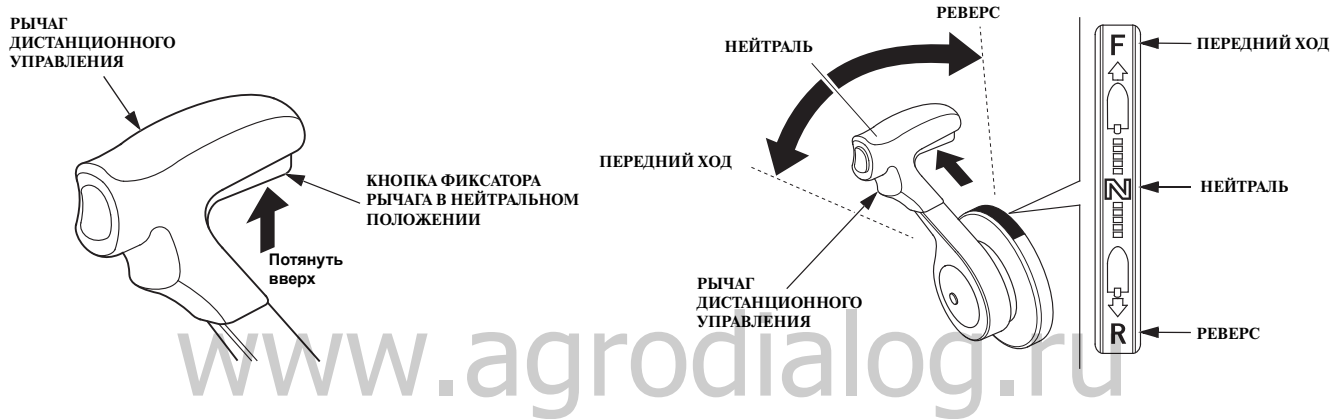 РЫЧАГ
ДИСТАНЦИОННОГО
УПРАВЛЕНИЯ
КНОПКА ФИКСАТОРА
РЫЧАГА В НЕЙТРАЛЬНОМ
ПОЛОЖЕНИИ
Потянуть
вверх
РЕВЕРС
НЕЙТРАЛЬ
ПЕРЕДНИЙ ХОД
РЫЧАГ
ДИСТАНЦИОННОГО
УПРАВЛЕНИЯ
F
ПЕРЕДНИЙ ХОД
N
НЕЙТРАЛЬ
R
РЕВЕРС
www.agrodialog.ru